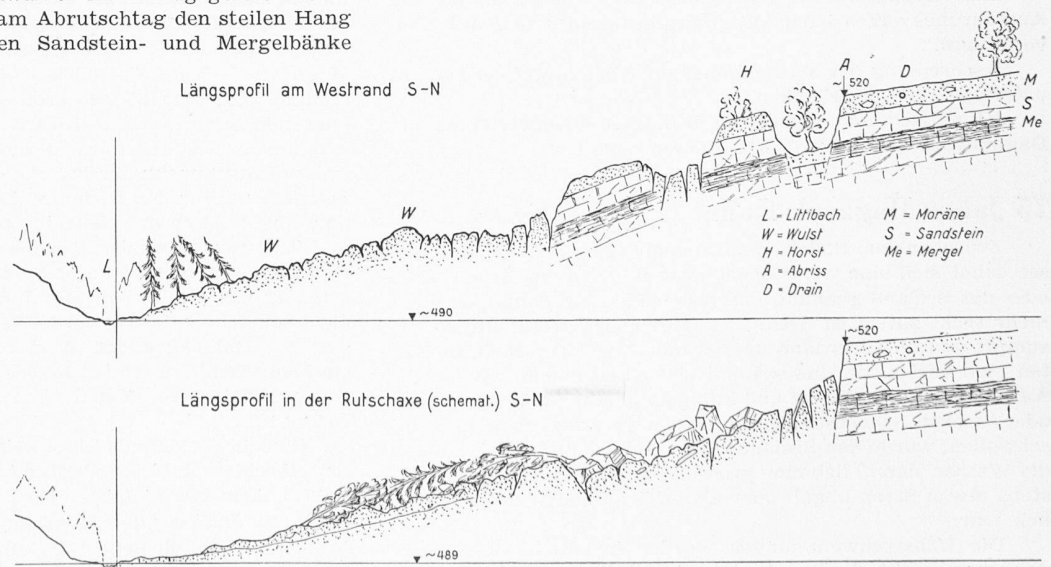 am Abrutschtag den steilen Hang
en Sandstein- und Mergelbänke
Längsprofil am Westrand S-N
H
A
D
~520
M
S
Me
W
W
L
L = Littibach
W = Wulst
H = Horst
A = Abriss
D = Drain
M = Moräne
S = Sandstein
Me = Mergel
~490
~520
Längsprofil in der Rutschaxe (schemat.) S-N
~489